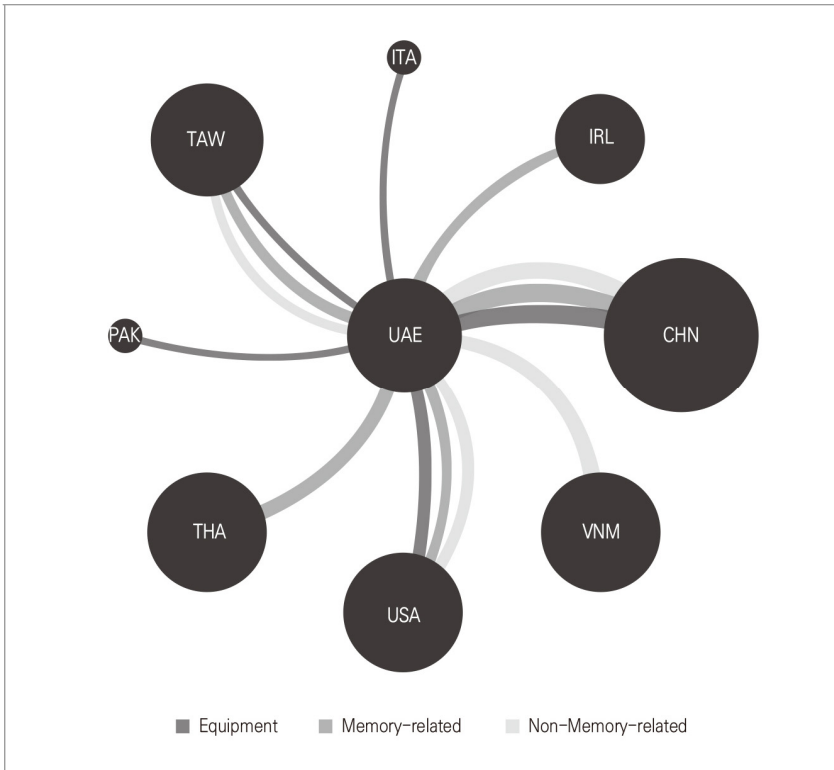 ITA
TAW
IRL
UAE
CHN
PAK
THA
VNM
USA
Equipment
Memory-related
Non-Memory-related